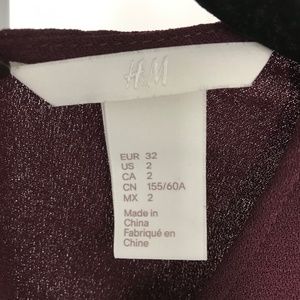 H&M
EUR 32
US 2
CA 2
CN 155/60A
MX 2
Made in
China
Fabriqué en
Chine